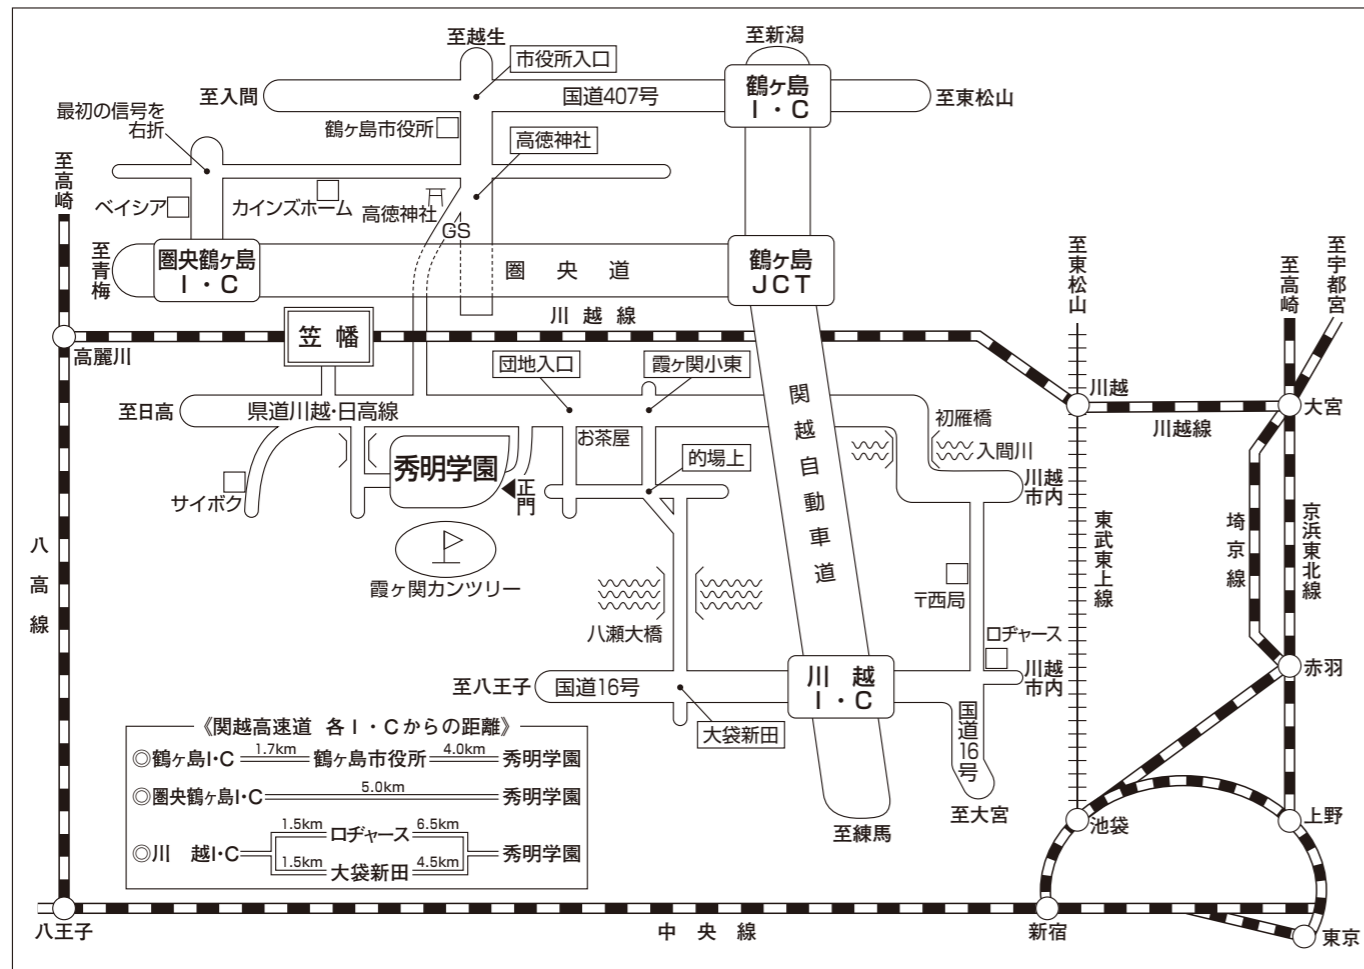 至越生
市役所入口
至新潟
至入間
国道407号
鶴ヶ島
I・C
至東松山
最初の信号を
右折
鶴ヶ島市役所
高徳神社
至高崎
ベイシア
カインズホーム
高徳神社
GS
至青梅
圏央鶴ヶ島
I・C
圏央道
鶴ヶ島
JCT
至東松山
至高崎
至宇都宮
笠幡
川越線
高麗川
団地入口
霞ヶ関小東
川越
大宮
川越線
至日高
県道川越・日高線
お茶屋
関越自動車道
初雁橋
入間川
秀明学園
正門
的場上
川越
市内
サイボク
八高線
霞ヶ関カンツリー
東武東上線
埼京線
京浜東北線
八瀬大橋
〒西局
ロヂャース
至八王子
国道16号
川越
I・C
川越
市内
赤羽
大袋新田
国道16号
《関越高速道 各I・Cからの距離》
◎鶴ヶ島I・C 1.7km 鶴ヶ島市役所 4.0km 秀明学園
◎圏央鶴ヶ島I・C 5.0km 秀明学園
1.5km ロヂャース 6.5km
◎川 越I・C 秀明学園
1.5km 大袋新田 4.5km
至練馬
至大宮
池袋
上野
八王子
中央線
新宿
東京